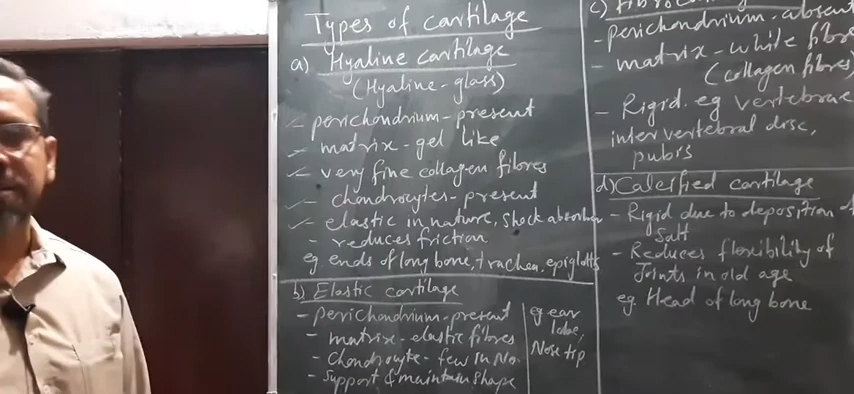 Types of cartilage
a) Hyaline cartilage
(Hyaline-glass)
perichondrium-present
matrix-gel like
very fine collagen fibres
chondrocytes-present
elastic in nature, shock absorber
- reduces friction
eg ends of long bone, trachea, epiglotts
b) Elastic cartilage
- perichondrium-present
- matrix-elastic fibres
- Chondrocyte-few in No.
- Support & maintain shape
eg ear
lobe,
Nose tip
c)
- perichondrium-absent
- matrix-white fibre
(collagen fibres)
- Rigid. eg vertebrae
intervertebral disc,
pubis
d) Calcified cartilage
- Rigid due to deposition of
Salt
- Reduces flexibility of
Joints in old age
eg Head of long bone